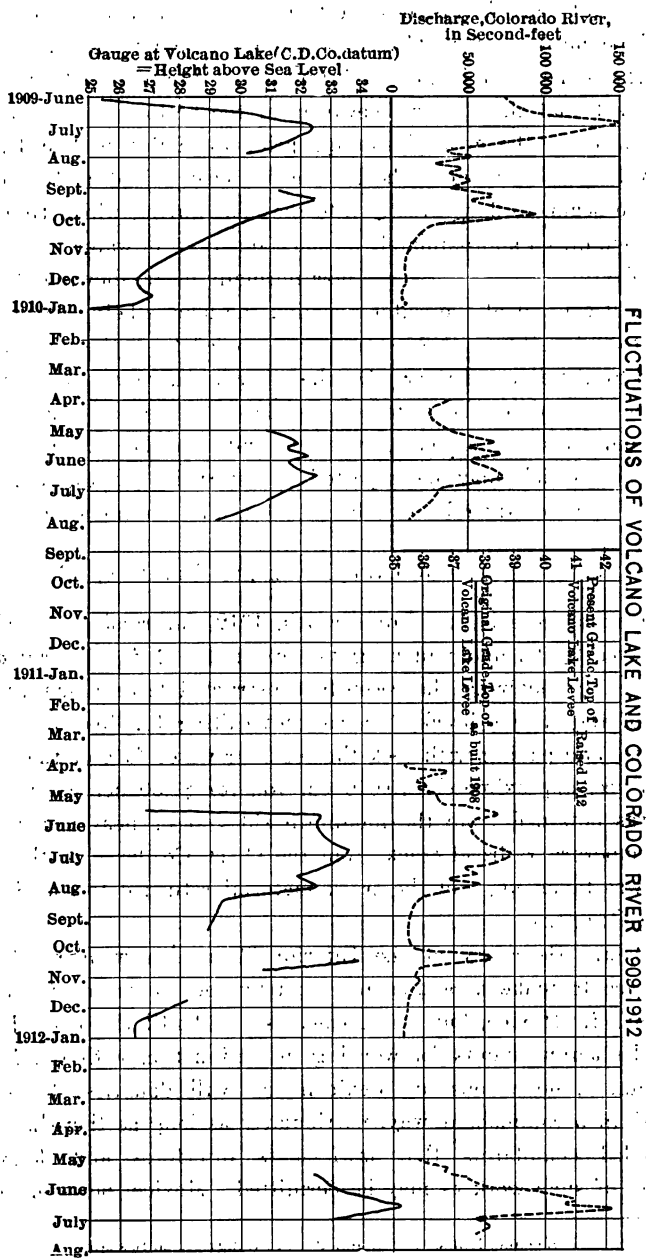 Discharge, Colorado River,
in Second-feet
0 50 000 100 000 150 000
Gauge at Volcano Lake (C.D.Co. datum)
= Height above Sea Level
25 26 27 28 29 30 31 32 33 34
1909-June
July
Aug.
Sept.
Oct.
Nov.
Dec.
1910-Jan.
Feb.
Mar.
Apr.
May
June
July
Aug.
Sept.
Oct.
Nov.
Dec.
1911-Jan.
Feb.
Mar.
Apr.
May
June
July
Aug.
Sept.
Oct.
Nov.
Dec.
1912-Jan.
Feb.
Mar.
Apr.
May
June
July
Aug.
35 36 37 38 39 40 41 42
Present Grade, Top of
Volcano Lake Levee Raised 1912
Original Grade, Top of
Volcano Lake Levee as built 1908
FLUCTUATIONS OF VOLCANO LAKE AND COLORADO RIVER 1909-1912